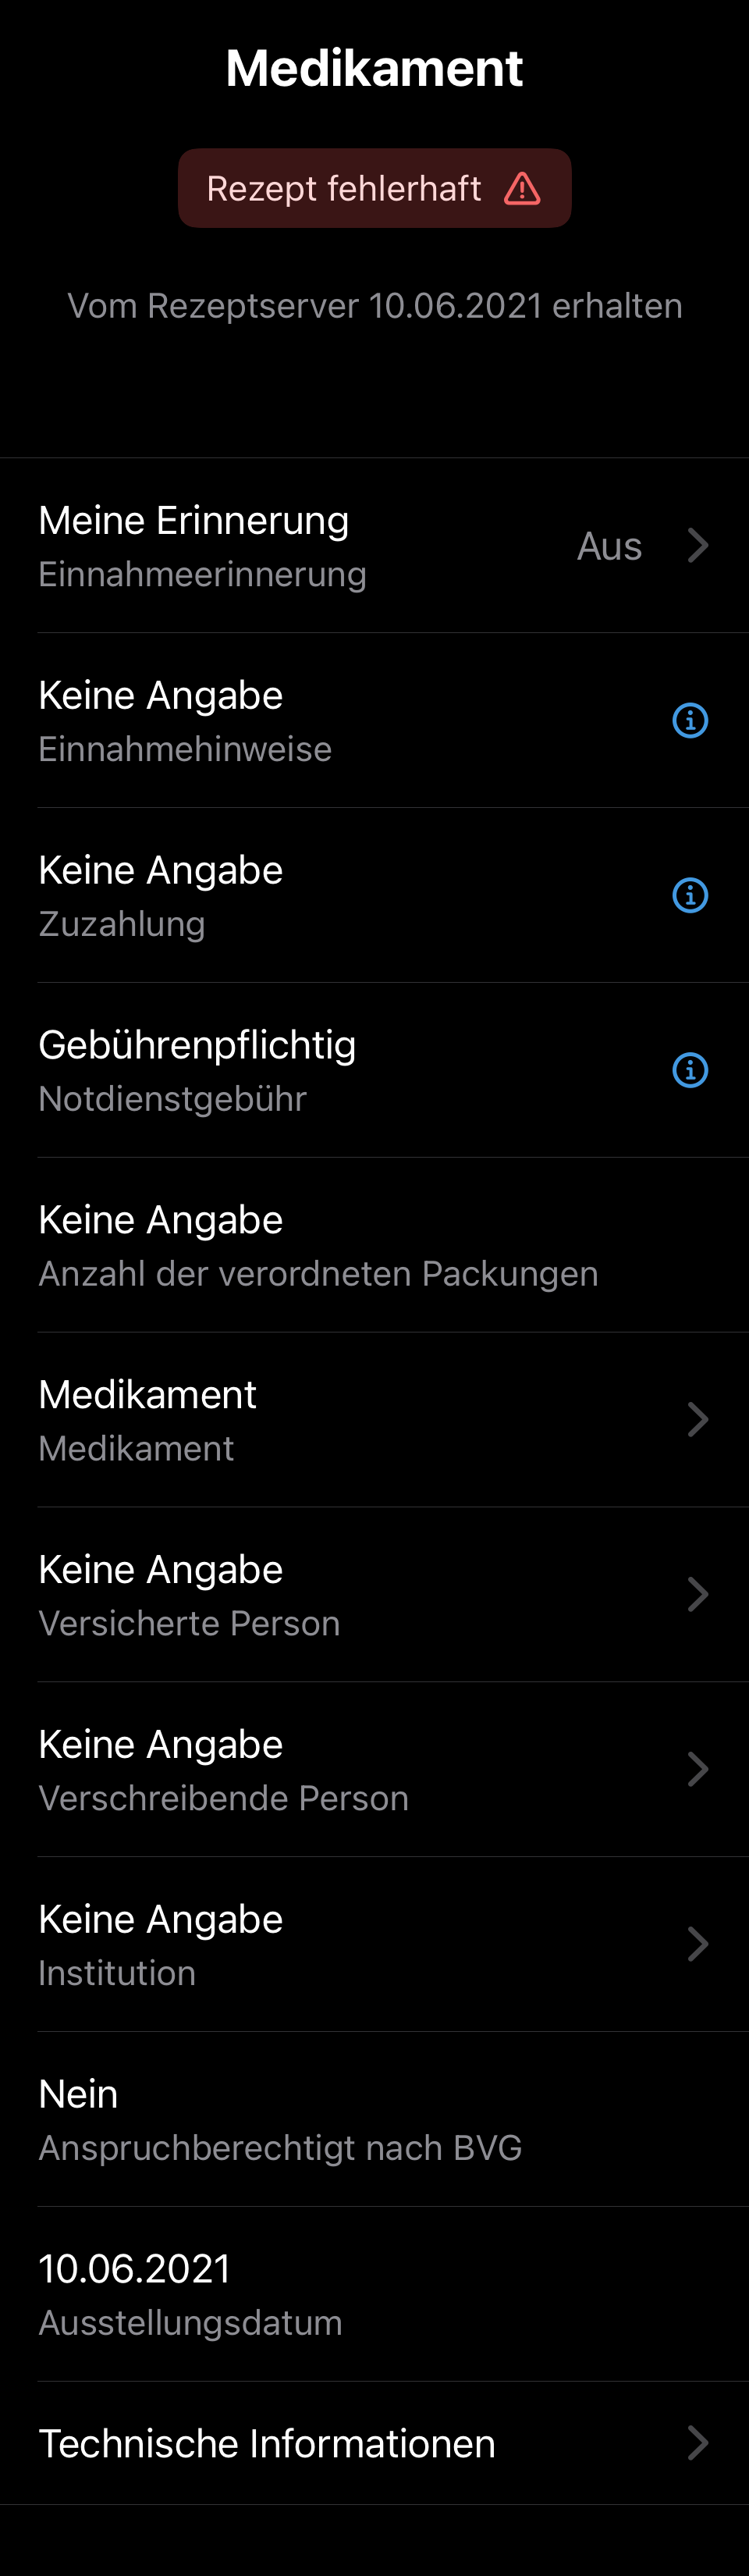 Medikament
Rezept fehlerhaft
Vom Rezeptserver 10.06.2021 erhalten
Meine Erinnerung
Einnahmeerinnerung
Aus
Keine Angabe
Einnahmehinweise
Keine Angabe
Zuzahlung
Gebührenpflichtig
Notdienstgebühr
Keine Angabe
Anzahl der verordneten Packungen
Medikament
Medikament
Keine Angabe
Versicherte Person
Keine Angabe
Verschreibende Person
Keine Angabe
Institution
Nein
Anspruchberechtigt nach BVG
10.06.2021
Ausstellungsdatum
Technische Informationen